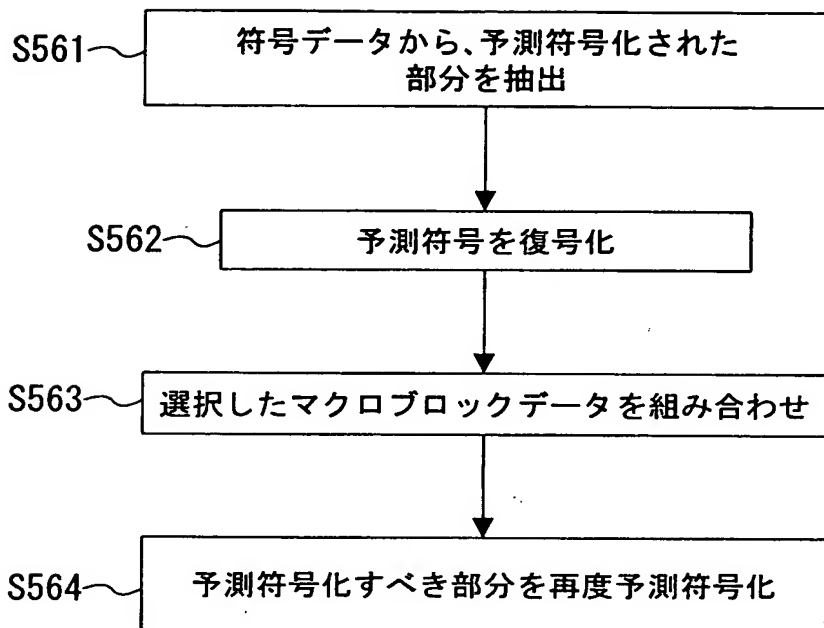 S561
符号データから、予測符号化された
部分を抽出
S562
予測符号を復号化
S563
選択したマクロブロックデータを組み合わせ
S564
予測符号化すべき部分を再度予測符号化